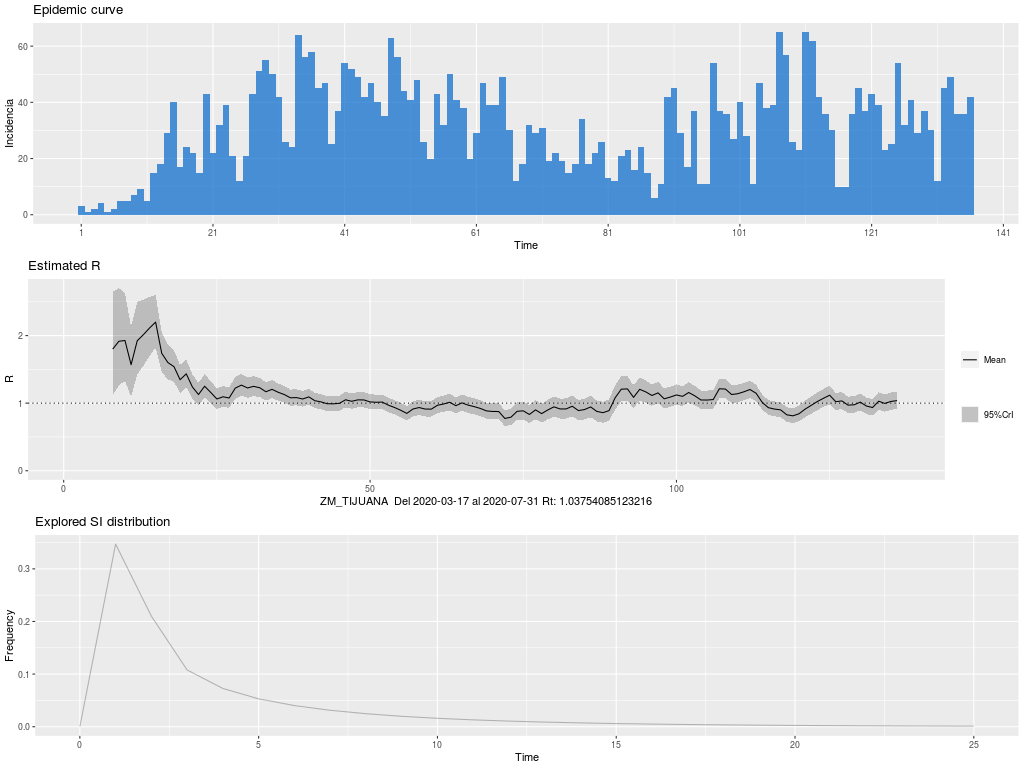 Epidemic curve
Incidencia
60
40
20
0
1 21 41 61 81 101 121 141
Time
Estimated R
R
2
1
0
0 50 100
ZM_TIJUANA Del 2020-03-17 al 2020-07-31 Rt: 1.03754085123216
Mean
95%CrI
Explored SI distribution
Frequency
0.3
0.2
0.1
0.0
0 5 10 15 20 25
Time